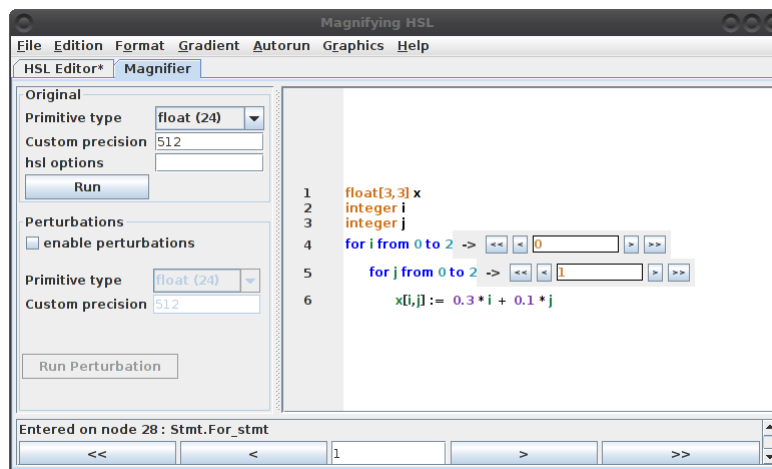 Magnifying HSL
File Edition Format Gradient Autorun Graphics Help
HSL Editor* Magnifier
Original
Primitive type float (24)
Custom precision 512
hsl options
Run
Perturbations
enable perturbations
Primitive type float (24)
Custom precision 512
Run Perturbation
1 float[3,3] x
2 integer i
3 integer j
4 for i from 0 to 2 -> << < 0 > >>
5 for j from 0 to 2 -> << < 1 > >>
6 x[i,j] := 0.3 * i + 0.1 * j
Entered on node 28 : Stmt.For_stmt
<< < 1 > >>